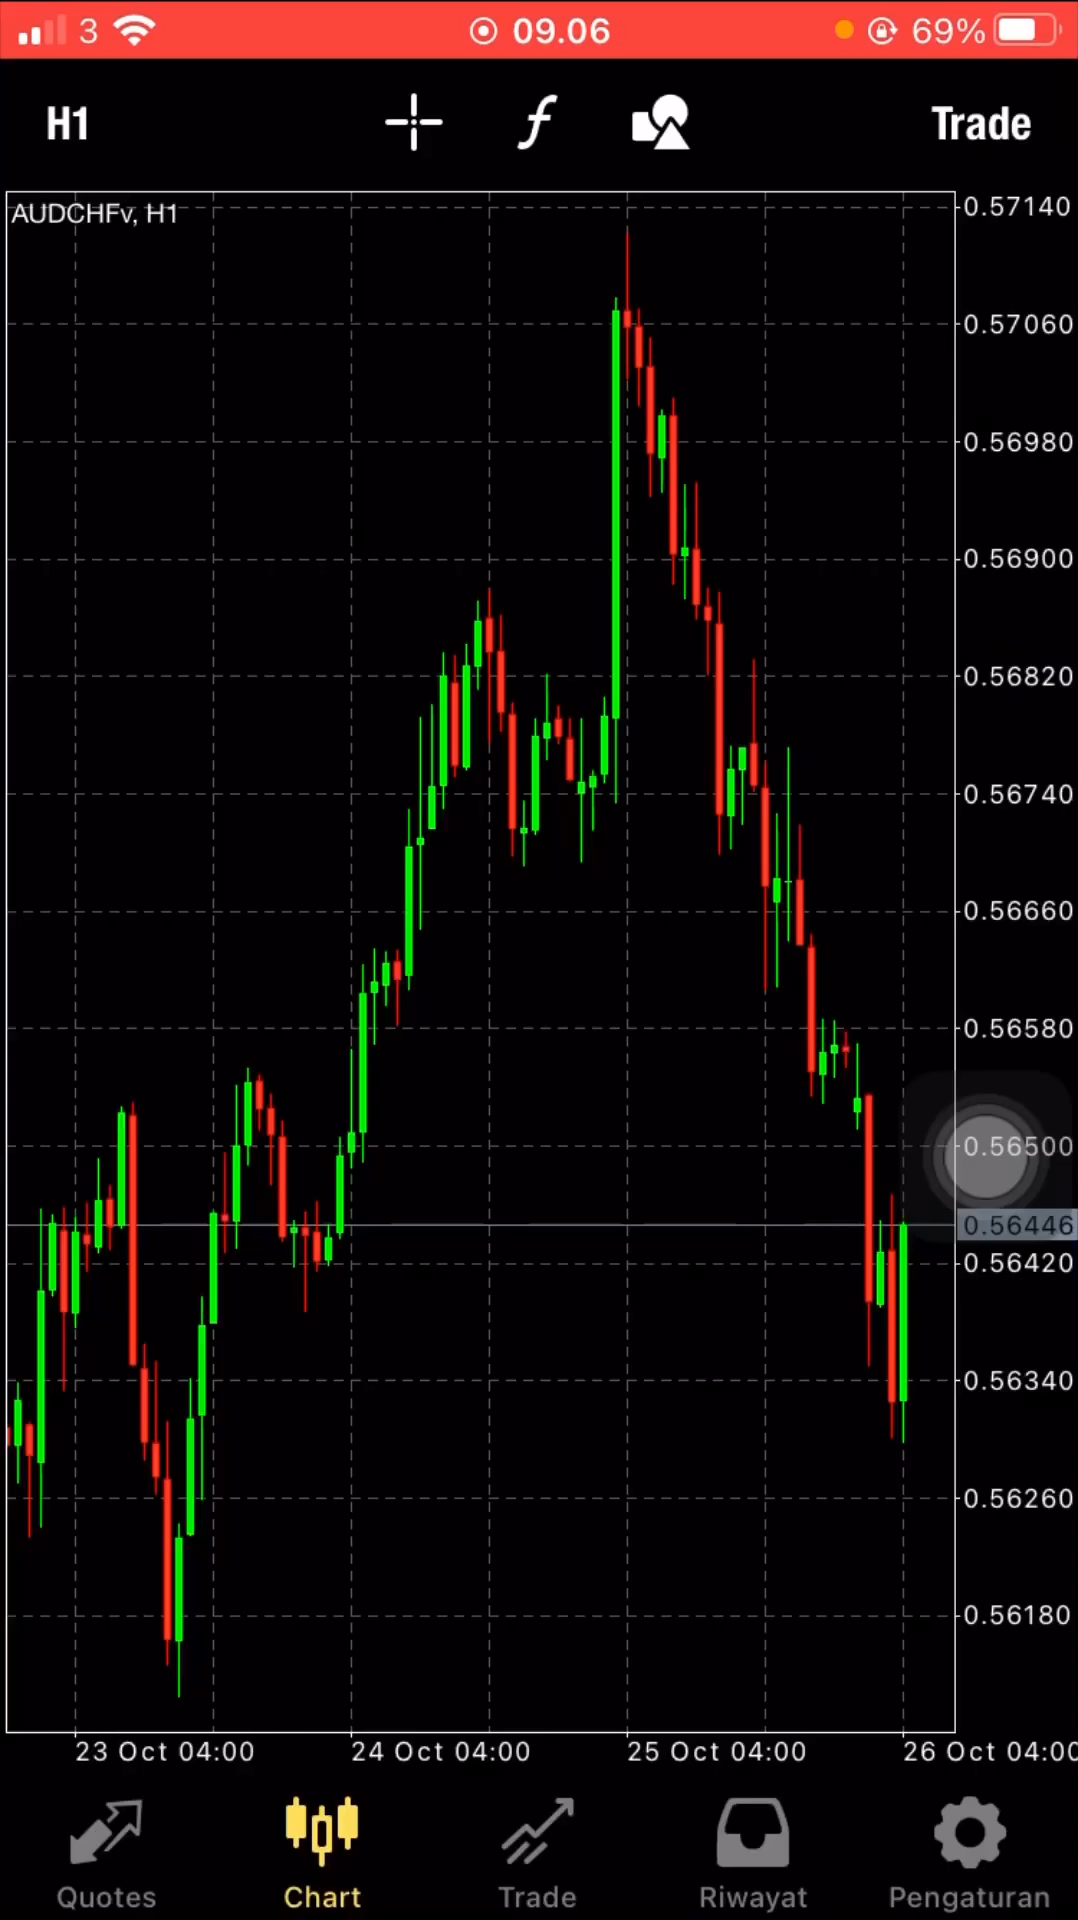 3 09.06 69%
H1 f Trade
AUDCHFv, H1
0.57140
0.57060
0.56980
0.56900
0.56820
0.56740
0.56660
0.56580
0.56500
0.56446
0.56420
0.56340
0.56260
0.56180
23 Oct 04:00 24 Oct 04:00 25 Oct 04:00 26 Oct 04:00
Quotes Chart Trade Riwayat Pengaturan